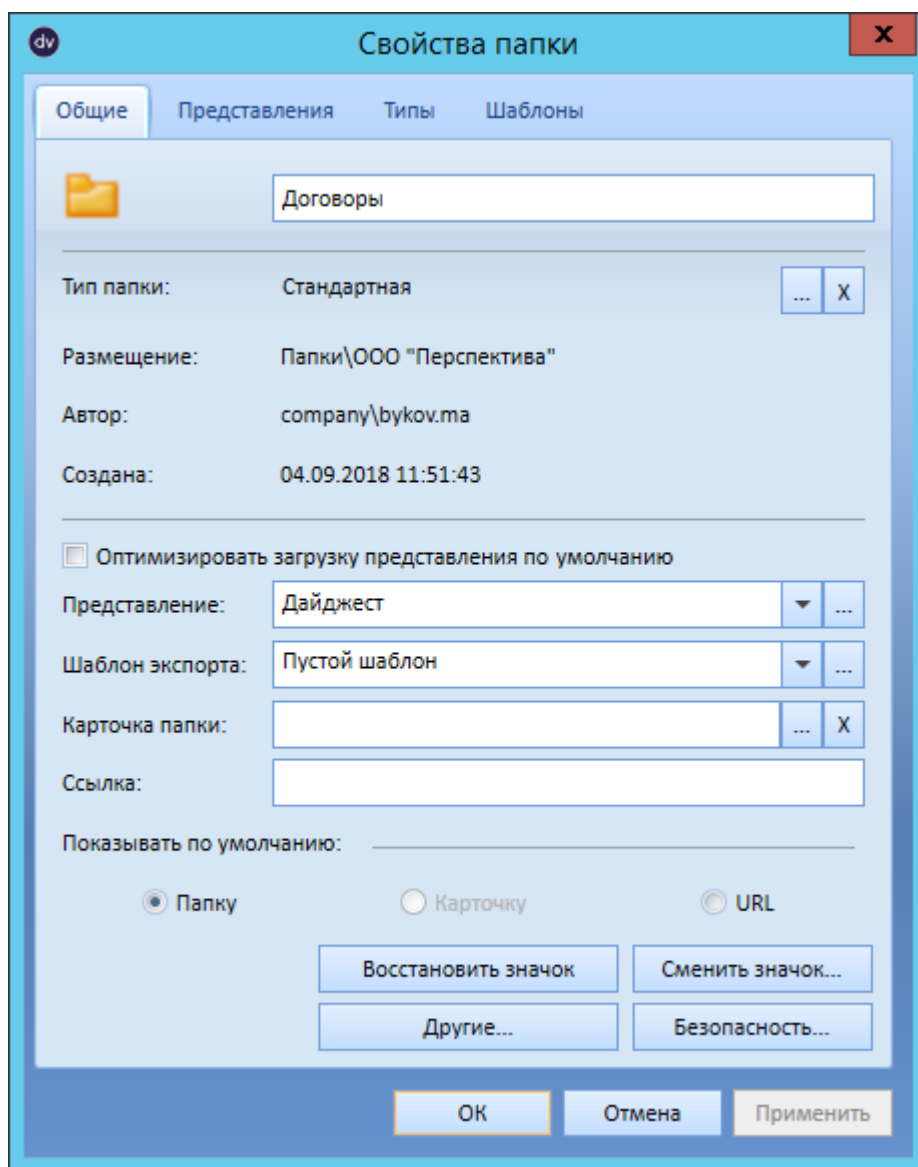 dv Свойства папки X
Общие Представления Типы Шаблоны
Договоры
Тип папки: Стандартная ... X
Размещение: Папки\ООО "Перспектива"
Автор: company\bykov.ma
Создана: 04.09.2018 11:51:43
Оптимизировать загрузку представления по умолчанию
Представление: Дайджест ...
Шаблон экспорта: Пустой шаблон ...
Карточка папки: ... X
Ссылка:
Показывать по умолчанию:
Папку Карточку URL
Восстановить значок Сменить значок...
Другие... Безопасность...
ОК Отмена Применить